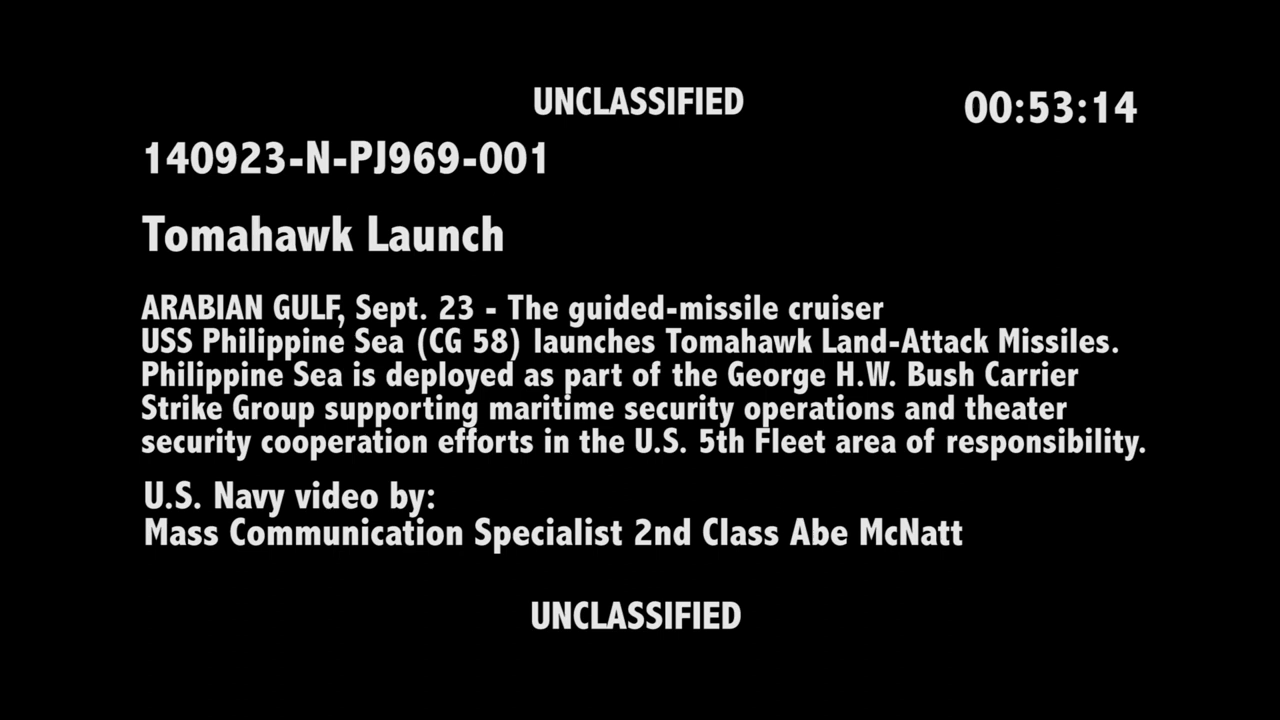 UNCLASSIFIED
00:53:14
140923-N-PJ969-001
Tomahawk Launch
ARABIAN GULF, Sept. 23 - The guided-missile cruiser
USS Philippine Sea (CG 58) launches Tomahawk Land-Attack Missiles.
Philippine Sea is deployed as part of the George H.W. Bush Carrier
Strike Group supporting maritime security operations and theater
security cooperation efforts in the U.S. 5th Fleet area of responsibility.
U.S. Navy video by:
Mass Communication Specialist 2nd Class Abe McNatt
UNCLASSIFIED